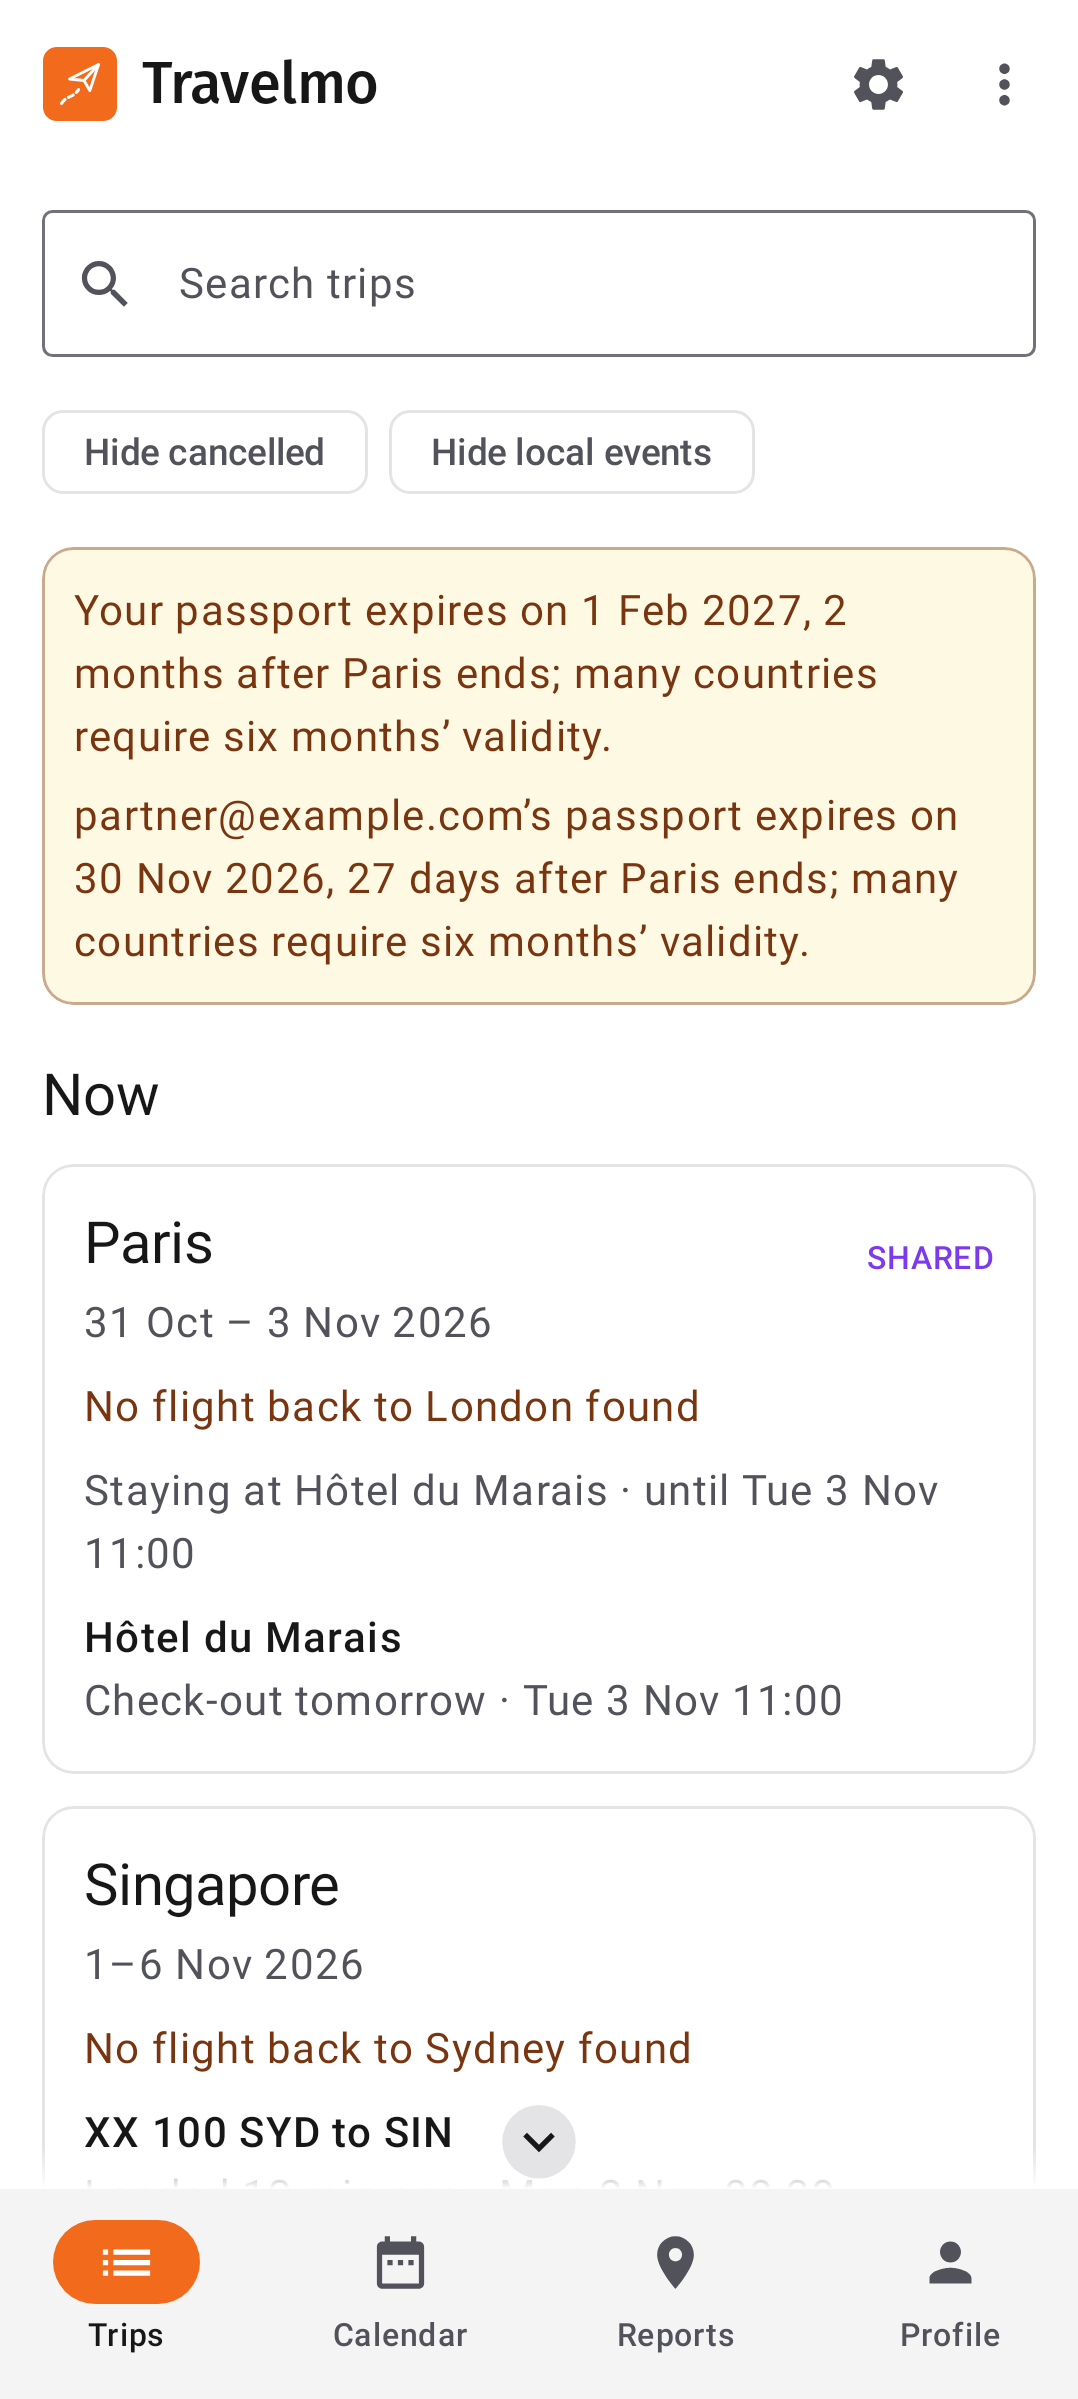 Travelmo
Search trips
Hide cancelled
Hide local events
Your passport expires on 1 Feb 2027, 2
months after Paris ends; many countries
require six months’ validity.
partner@example.com’s passport expires on
30 Nov 2026, 27 days after Paris ends; many
countries require six months’ validity.
Now
Paris
SHARED
31 Oct – 3 Nov 2026
No flight back to London found
Staying at Hôtel du Marais · until Tue 3 Nov
11:00
Hôtel du Marais
Check-out tomorrow · Tue 3 Nov 11:00
Singapore
1–6 Nov 2026
No flight back to Sydney found
XX 100 SYD to SIN
Trips
Calendar
Reports
Profile